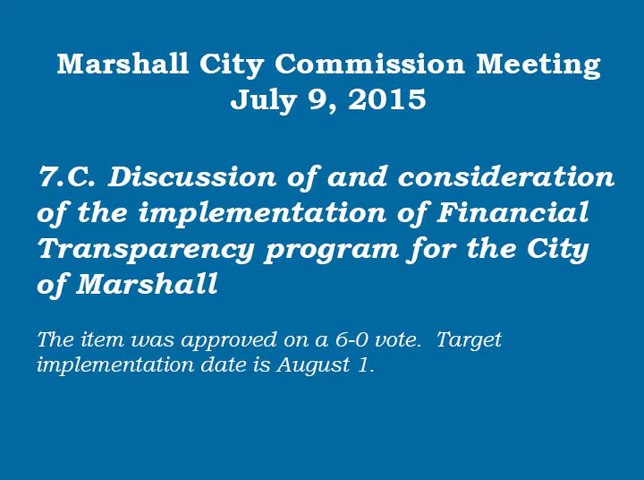 Marshall City Commission Meeting
July 9, 2015
7.C. Discussion of and consideration
of the implementation of Financial
Transparency program for the City
of Marshall
The item was approved on a 6-0 vote.  Target
implementation date is August 1.